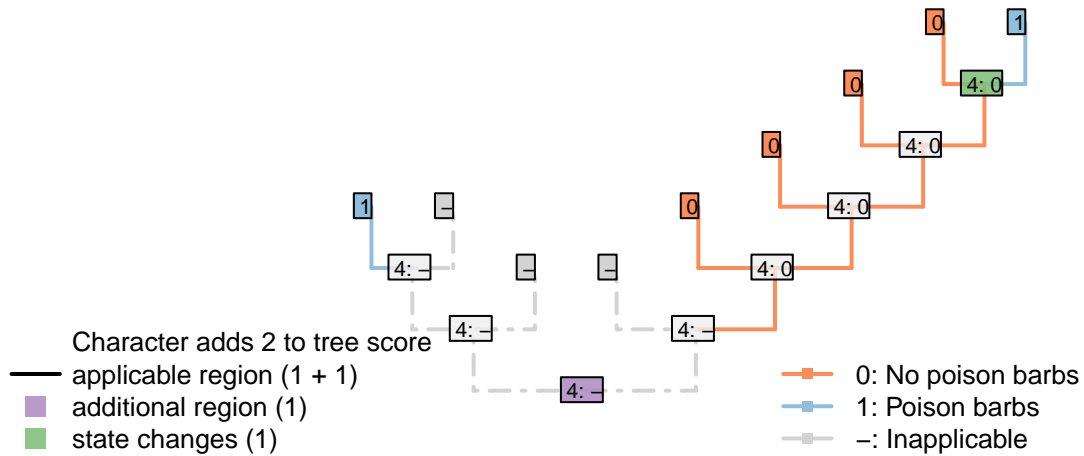 0 1
0 4: 0
0 4: 0
1 – 0 4: 0
4: – – – 4: 0
4: – 4: –
Character adds 2 to tree score
applicable region (1 + 1) 4: – 0: No poison barbs
additional region (1) 1: Poison barbs
state changes (1) –: Inapplicable